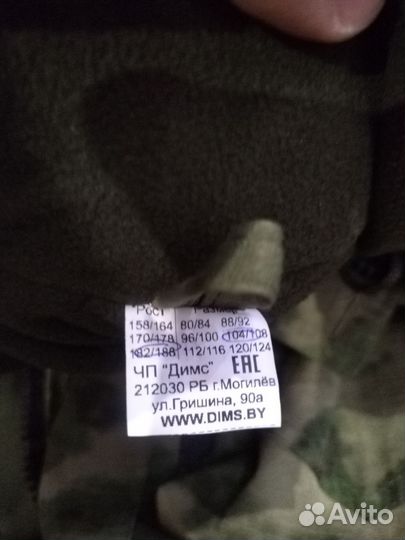 Рост Размер
158/164 80/84 88/92
170/178 96/100 104/108
182/188 112/116 120/124
ЧП "Димс" EAC
212030 РБ г.Могилёв
ул.Гришина, 90а
WWW.DIMS.BY
Avito